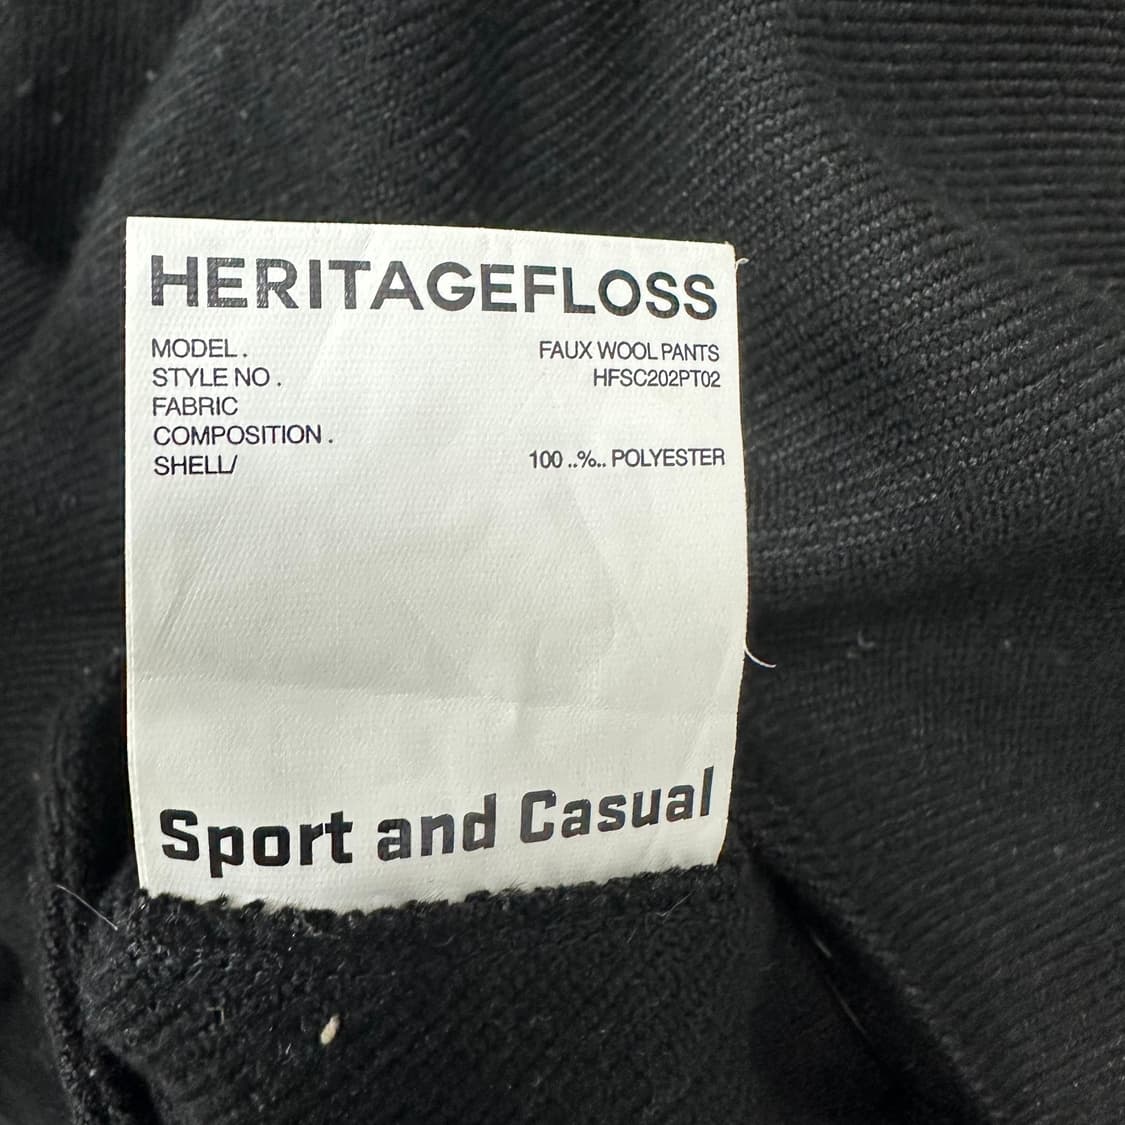 HERITAGEFLOSS
MODEL. FAUX WOOL PANTS
STYLE NO. HFSC202PT02
FABRIC
COMPOSITION.
SHELL/ 100 ..%.. POLYESTER
Sport and Casual